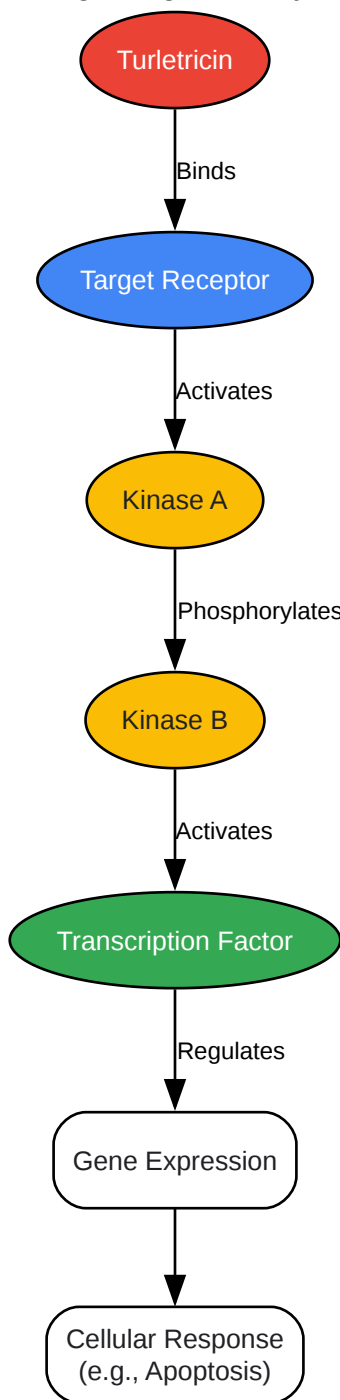 Turletricin
Binds
Target Receptor
Activates
Kinase A
Phosphorylates
Kinase B
Activates
Transcription Factor
Regulates
Gene Expression
Cellular Response
(e.g., Apoptosis)